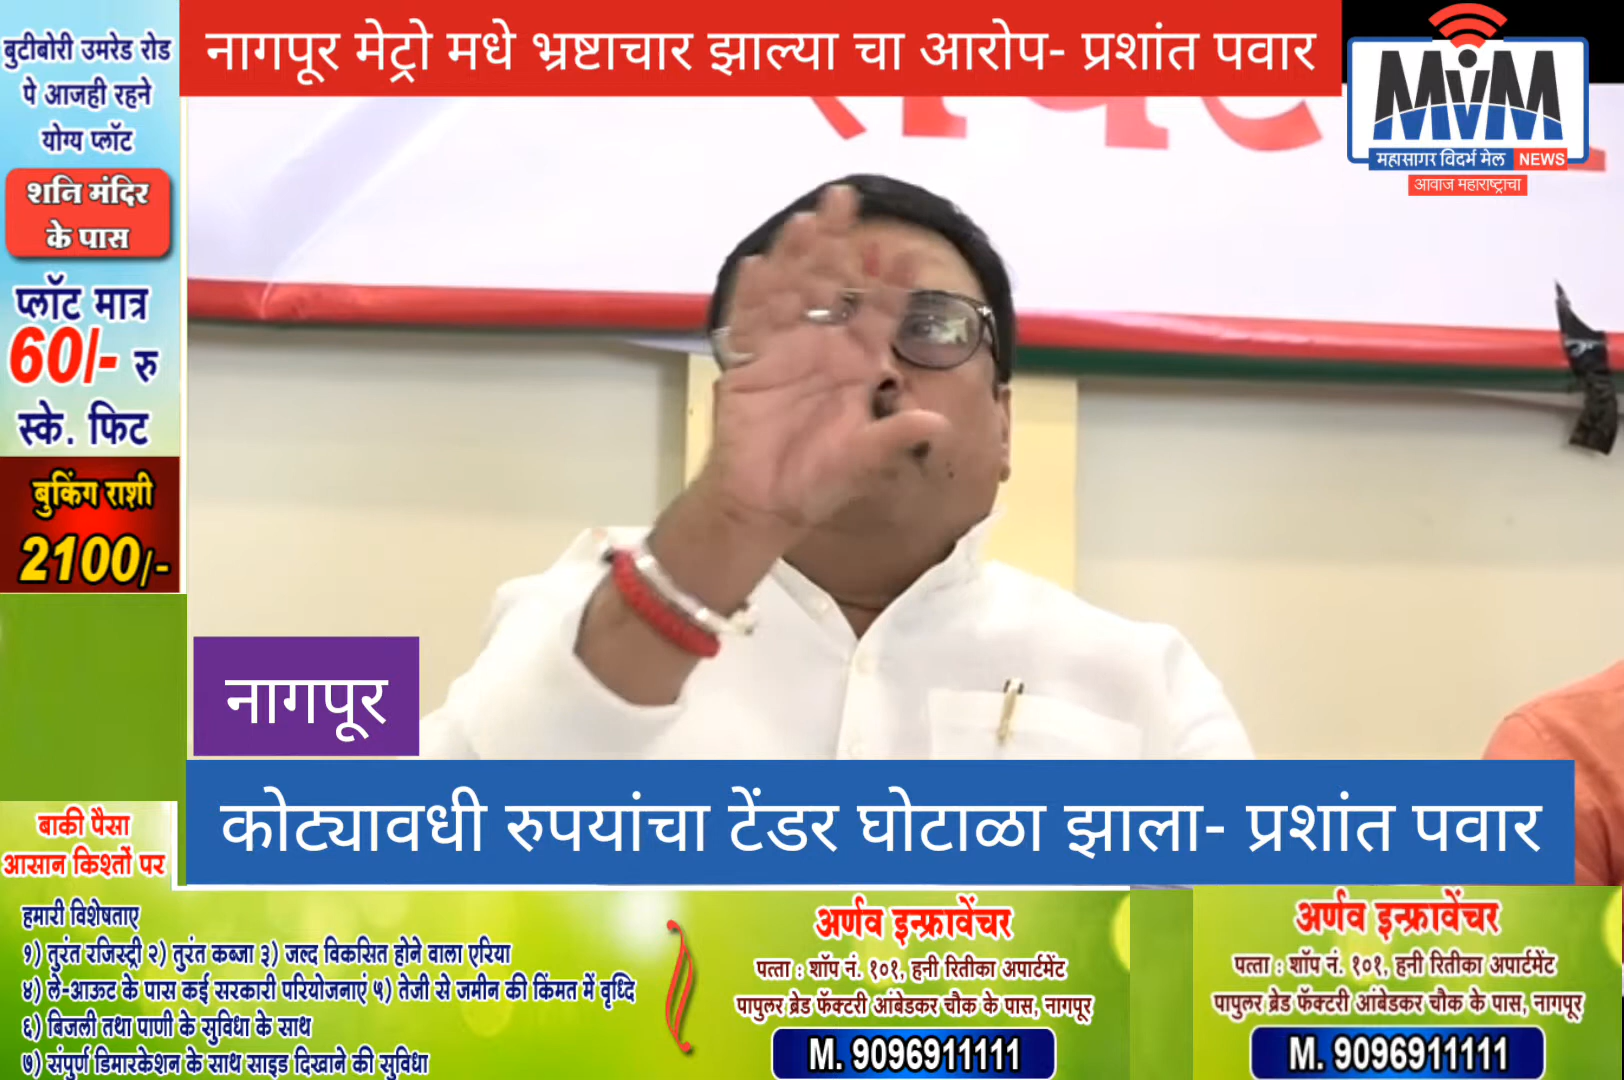 नागपूर मेट्रो मधे भ्रष्टाचार झाल्या चा आरोप- प्रशांत पवार
MVM
महासागर विदर्भ मेल NEWS
आवाज महाराष्ट्राचा
बुटीबोरी उमरेड रोड
पे आजही रहने
योग्य प्लॉट
शनि मंदिर
के पास
प्लॉट मात्र
60/- रु
स्के. फिट
बुकिंग राशी
2100/-
नागपूर
कोट्यावधी रुपयांचा टेंडर घोटाळा झाला- प्रशांत पवार
बाकी पैसा
आसान किश्तों पर
हमारी विशेषताए
१) तुरंत रजिस्ट्री २) तुरंत कब्जा ३) जल्द विकसित होने वाला एरिया
४) ले-आऊट के पास कई सरकारी परियोजनाएं ५) तेजी से जमीन की किंमत में वृध्दि
६) बिजली तथा पाणी के सुविधा के साथ
७) संपुर्ण डिमारकेशन के साथ साइड दिखाने की सुविधा
अर्णव इन्फ्रावेंचर
पत्ता : शॉप नं. १०१, हनी रितीका अपार्टमेंट
पापुलर ब्रेड फॅक्टरी आंबेडकर चौक के पास, नागपूर
M. 9096911111
अर्णव इन्फ्रावेंचर
पत्ता : शॉप नं. १०१, हनी रितीका अपार्टमेंट
पापुलर ब्रेड फॅक्टरी आंबेडकर चौक के पास, नागपूर
M. 9096911111